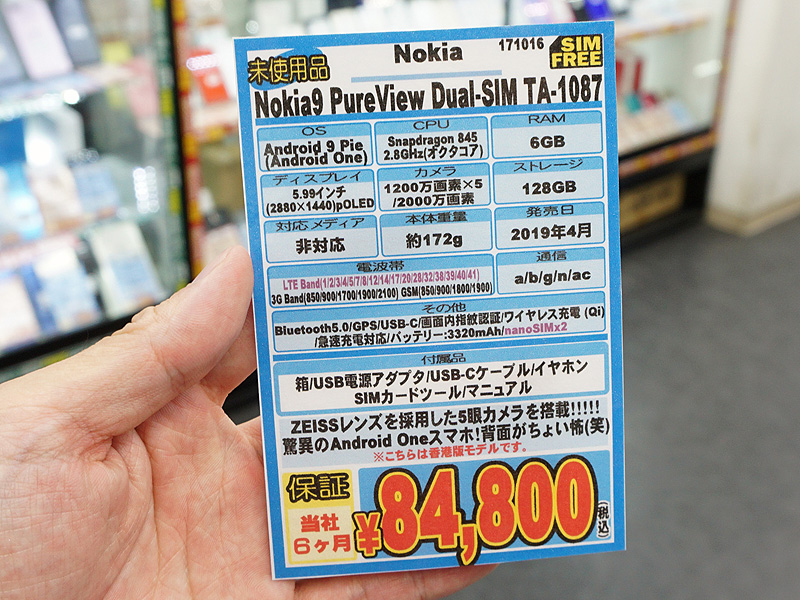 未使用品
Nokia
171016
SIM
FREE
Nokia9 PureView Dual-SIM TA-1087
OS
Android 9 Pie
(Android One)
CPU
Snapdragon 845
2.8GHz(オクタコア)
RAM
6GB
ディスプレイ
5.99インチ
(2880×1440)pOLED
カメラ
1200万画素×5
/2000万画素
ストレージ
128GB
対応メディア
非対応
本体重量
約172g
発売日
2019年4月
電波帯
LTE Band(1/2/3/4/5/7/8/12/14/17/20/28/32/38/39/40/41)
3G Band(850/900/1700/1900/2100) GSM(850/900/1800/1900)
通信
a/b/g/n/ac
その他
Bluetooth5.0/GPS/USB-C/画面内指紋認証/ワイヤレス充電(Qi)
/急速充電対応/バッテリー:3320mAh/nanoSIMx2
付属品
箱/USB電源アダプタ/USB-Cケーブル/イヤホン
SIMカードツール/マニュアル
ZEISSレンズを採用した5眼カメラを搭載!!!!!
驚異のAndroid Oneスマホ!背面がちょい怖(笑)
※こちらは香港版モデルです。
保証
当社
6ヶ月
¥84,800(税込)